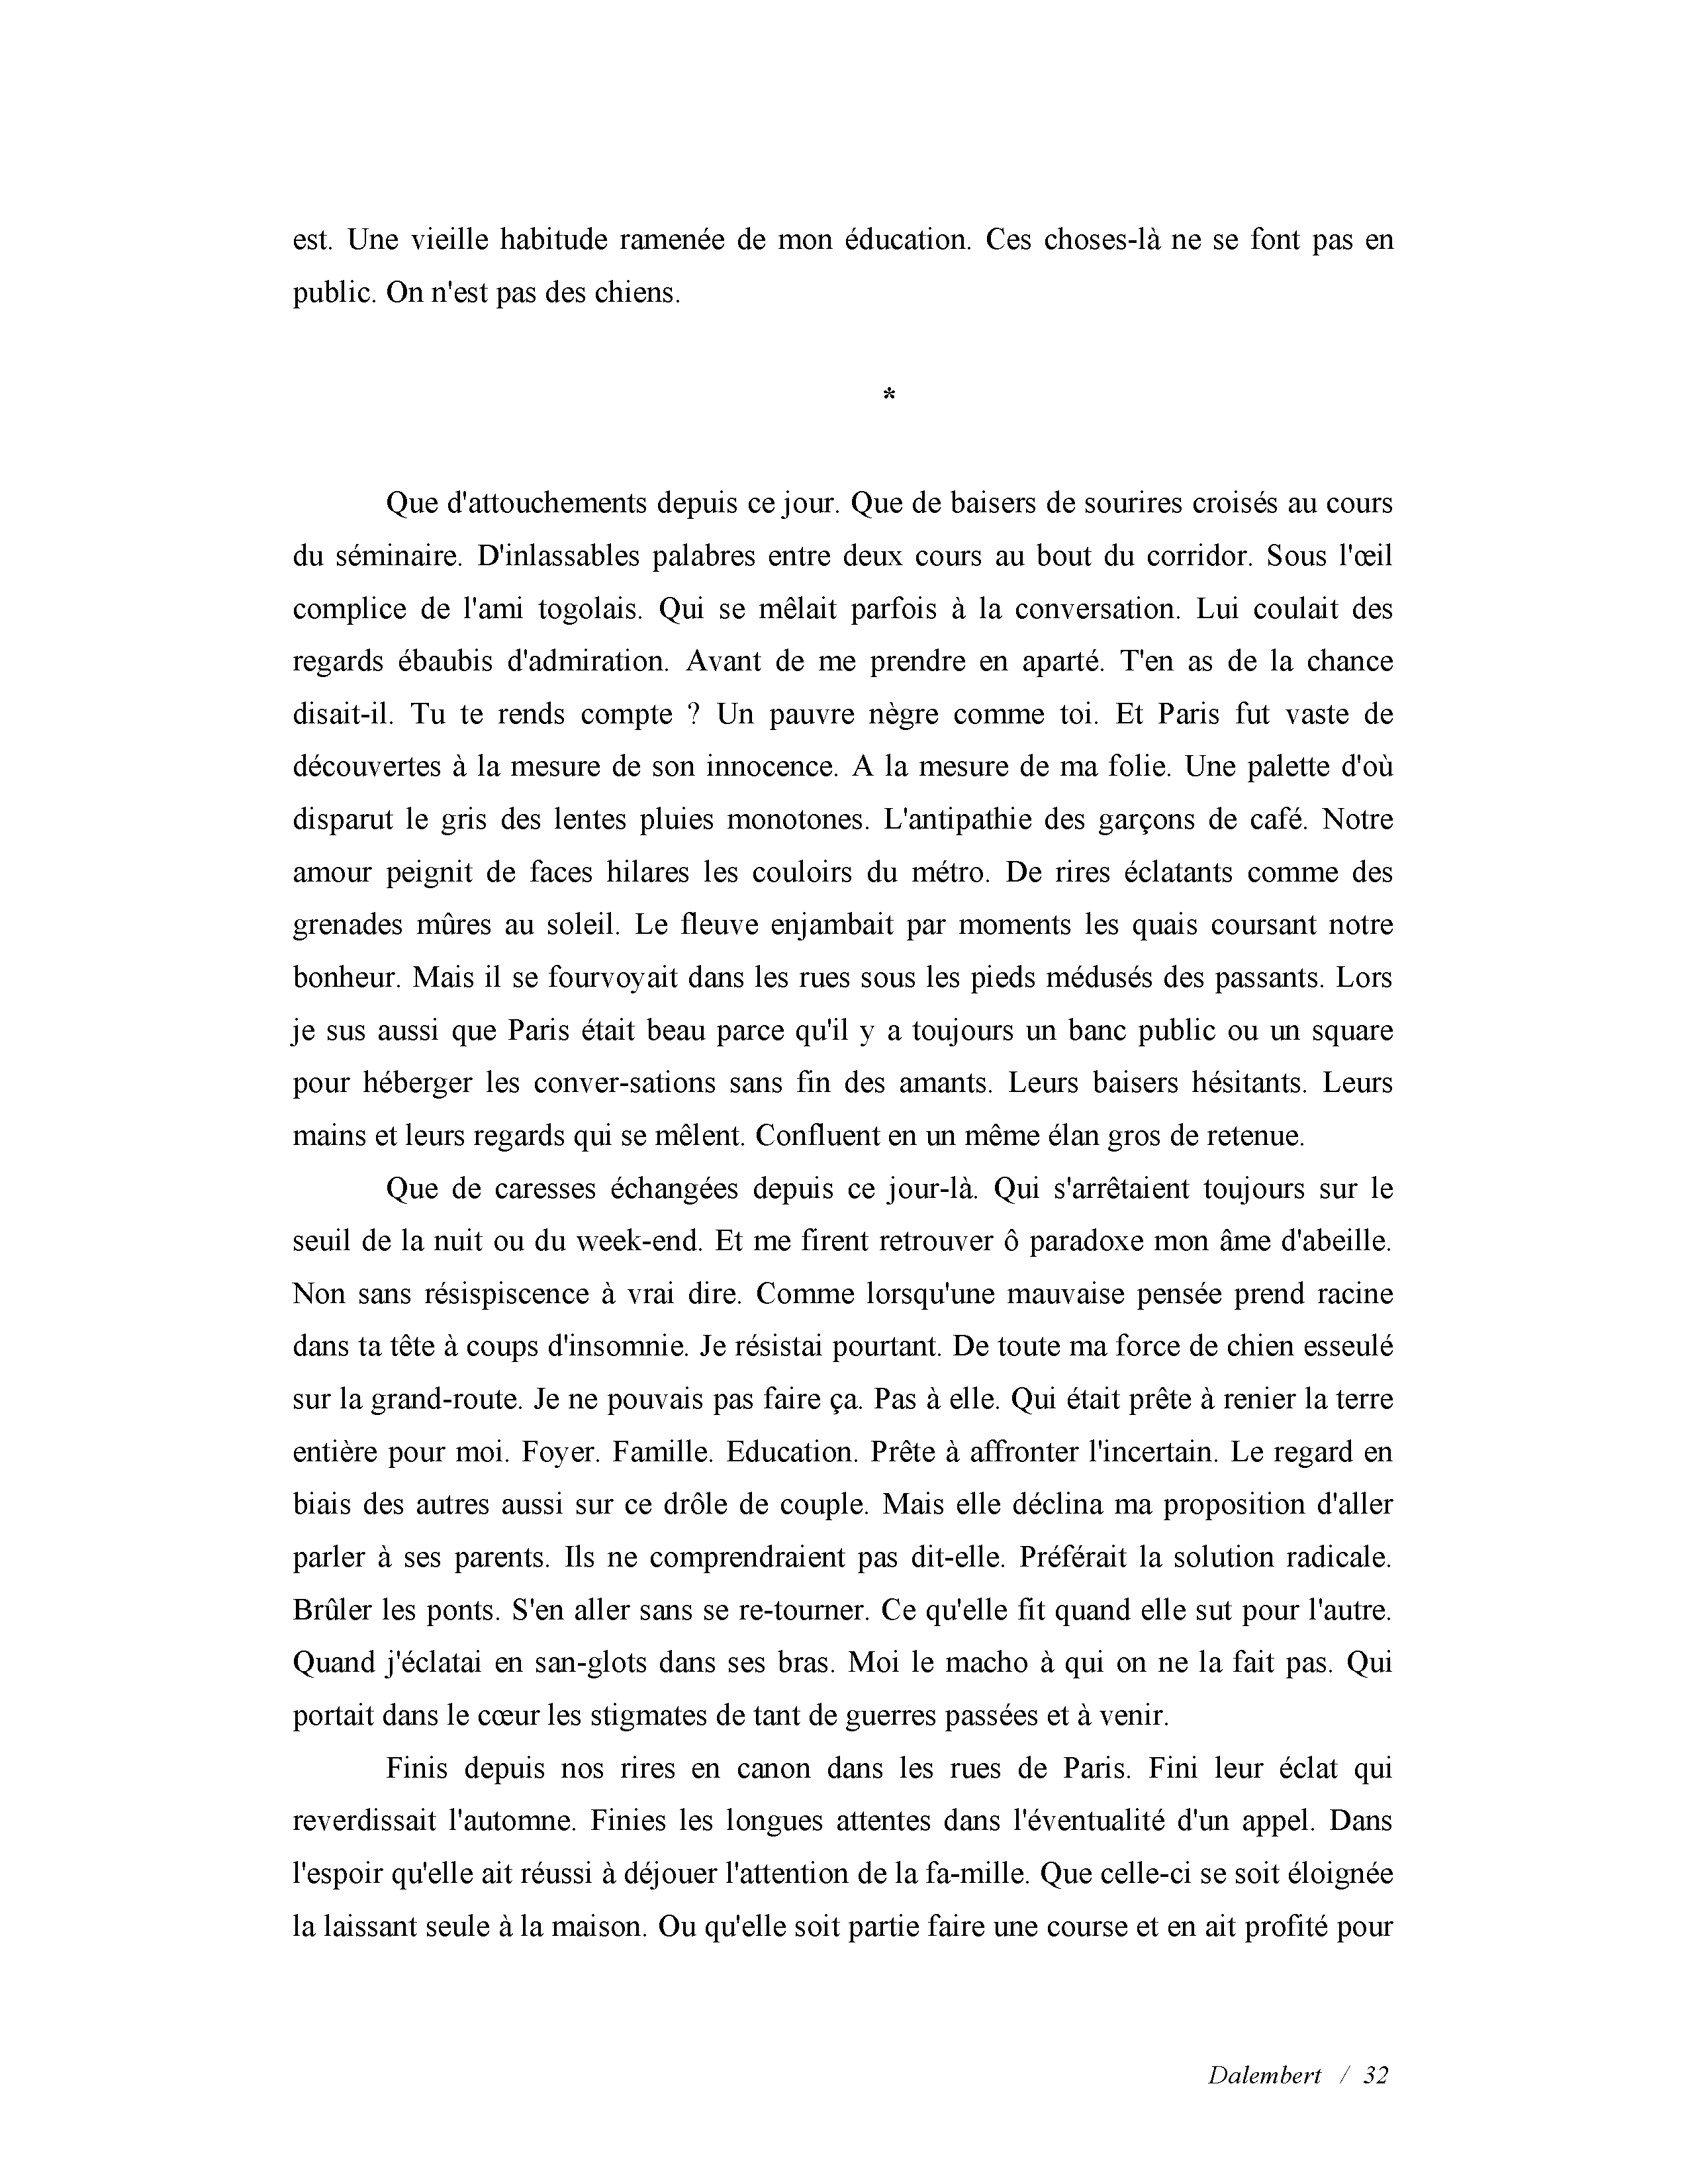 est. Une vieille habitude ramenée de mon éducation. Ces choses-là ne se font pas en
public. On n'est pas des chiens.
*
Que d'attouchements depuis ce jour. Que de baisers de sourires croisés au cours
du séminaire. D'inlassables palabres entre deux cours au bout du corridor. Sous l'œil
complice de l'ami togolais. Qui se mêlait parfois à la conversation. Lui coulait des
regards ébaubis d'admiration. Avant de me prendre en aparté. T'en as de la chance
disait-il. Tu te rends compte ? Un pauvre nègre comme toi. Et Paris fut vaste de
découvertes à la mesure de son innocence. A la mesure de ma folie. Une palette d'où
disparut le gris des lentes pluies monotones. L'antipathie des garçons de café. Notre
amour peignit de faces hilares les couloirs du métro. De rires éclatants comme des
grenades mûres au soleil. Le fleuve enjambait par moments les quais coursant notre
bonheur. Mais il se fourvoyait dans les rues sous les pieds médusés des passants. Lors
je sus aussi que Paris était beau parce qu'il y a toujours un banc public ou un square
pour héberger les conver-sations sans fin des amants. Leurs baisers hésitants. Leurs
mains et leurs regards qui se mêlent. Confluent en un même élan gros de retenue.
Que de caresses échangées depuis ce jour-là. Qui s'arrêtaient toujours sur le
seuil de la nuit ou du week-end. Et me firent retrouver ô paradoxe mon âme d'abeille.
Non sans résispiscence à vrai dire. Comme lorsqu'une mauvaise pensée prend racine
dans ta tête à coups d'insomnie. Je résistai pourtant. De toute ma force de chien esseulé
sur la grand-route. Je ne pouvais pas faire ça. Pas à elle. Qui était prête à renier la terre
entière pour moi. Foyer. Famille. Education. Prête à affronter l'incertain. Le regard en
biais des autres aussi sur ce drôle de couple. Mais elle déclina ma proposition d'aller
parler à ses parents. Ils ne comprendraient pas dit-elle. Préférait la solution radicale.
Brûler les ponts. S'en aller sans se re-tourner. Ce qu'elle fit quand elle sut pour l'autre.
Quand j'éclatai en san-glots dans ses bras. Moi le macho à qui on ne la fait pas. Qui
portait dans le cœur les stigmates de tant de guerres passées et à venir.
Finis depuis nos rires en canon dans les rues de Paris. Fini leur éclat qui
reverdissait l'automne. Finies les longues attentes dans l'éventualité d'un appel. Dans
l'espoir qu'elle ait réussi à déjouer l'attention de la fa-mille. Que celle-ci se soit éloignée
la laissant seule à la maison. Ou qu'elle soit partie faire une course et en ait profité pour
Dalembert / 32